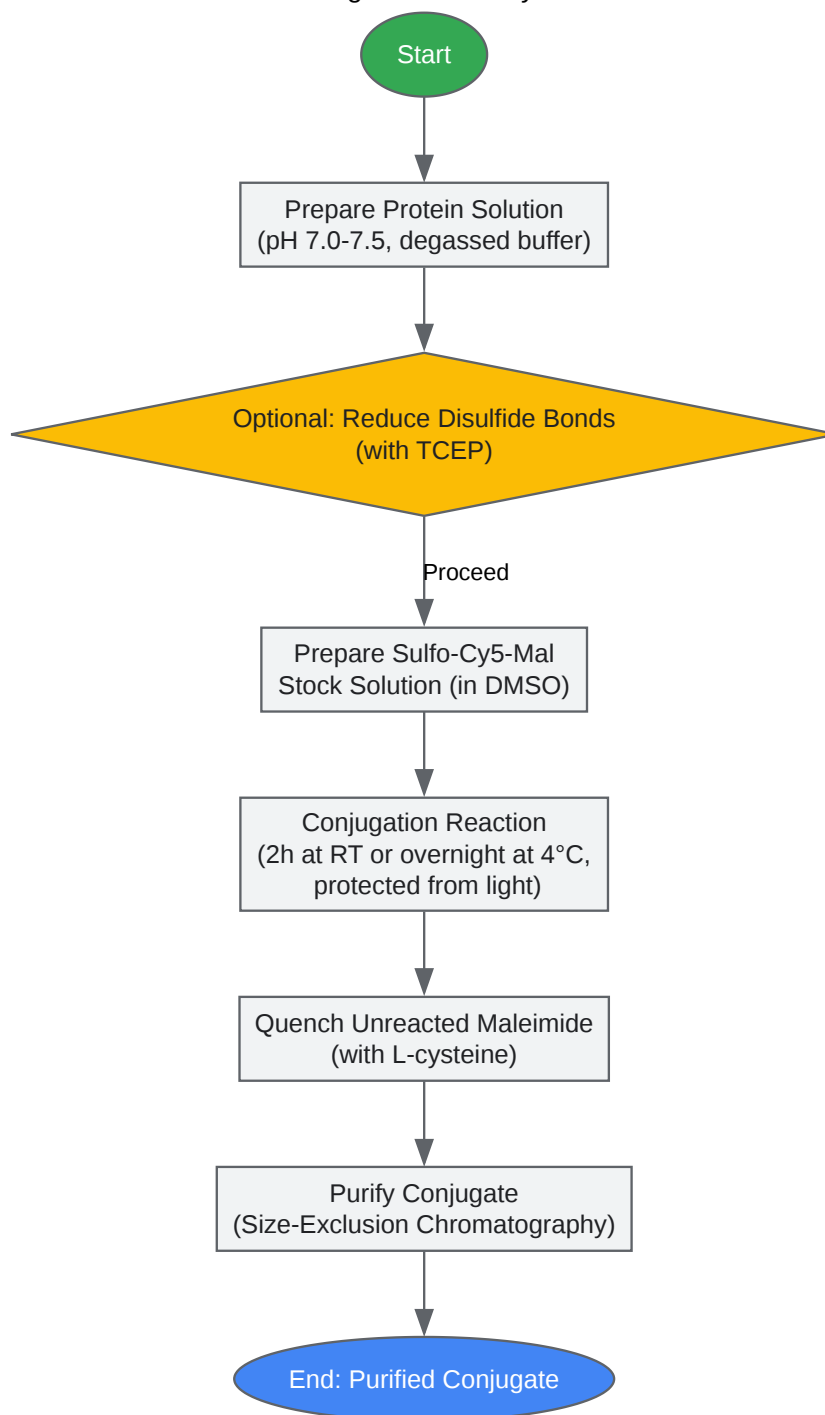 Start
Prepare Protein Solution
(pH 7.0-7.5, degassed buffer)
Optional: Reduce Disulfide Bonds
(with TCEP)
Proceed
Prepare Sulfo-Cy5-Mal
Stock Solution (in DMSO)
Conjugation Reaction
(2h at RT or overnight at 4°C,
protected from light)
Quench Unreacted Maleimide
(with L-cysteine)
Purify Conjugate
(Size-Exclusion Chromatography)
End: Purified Conjugate